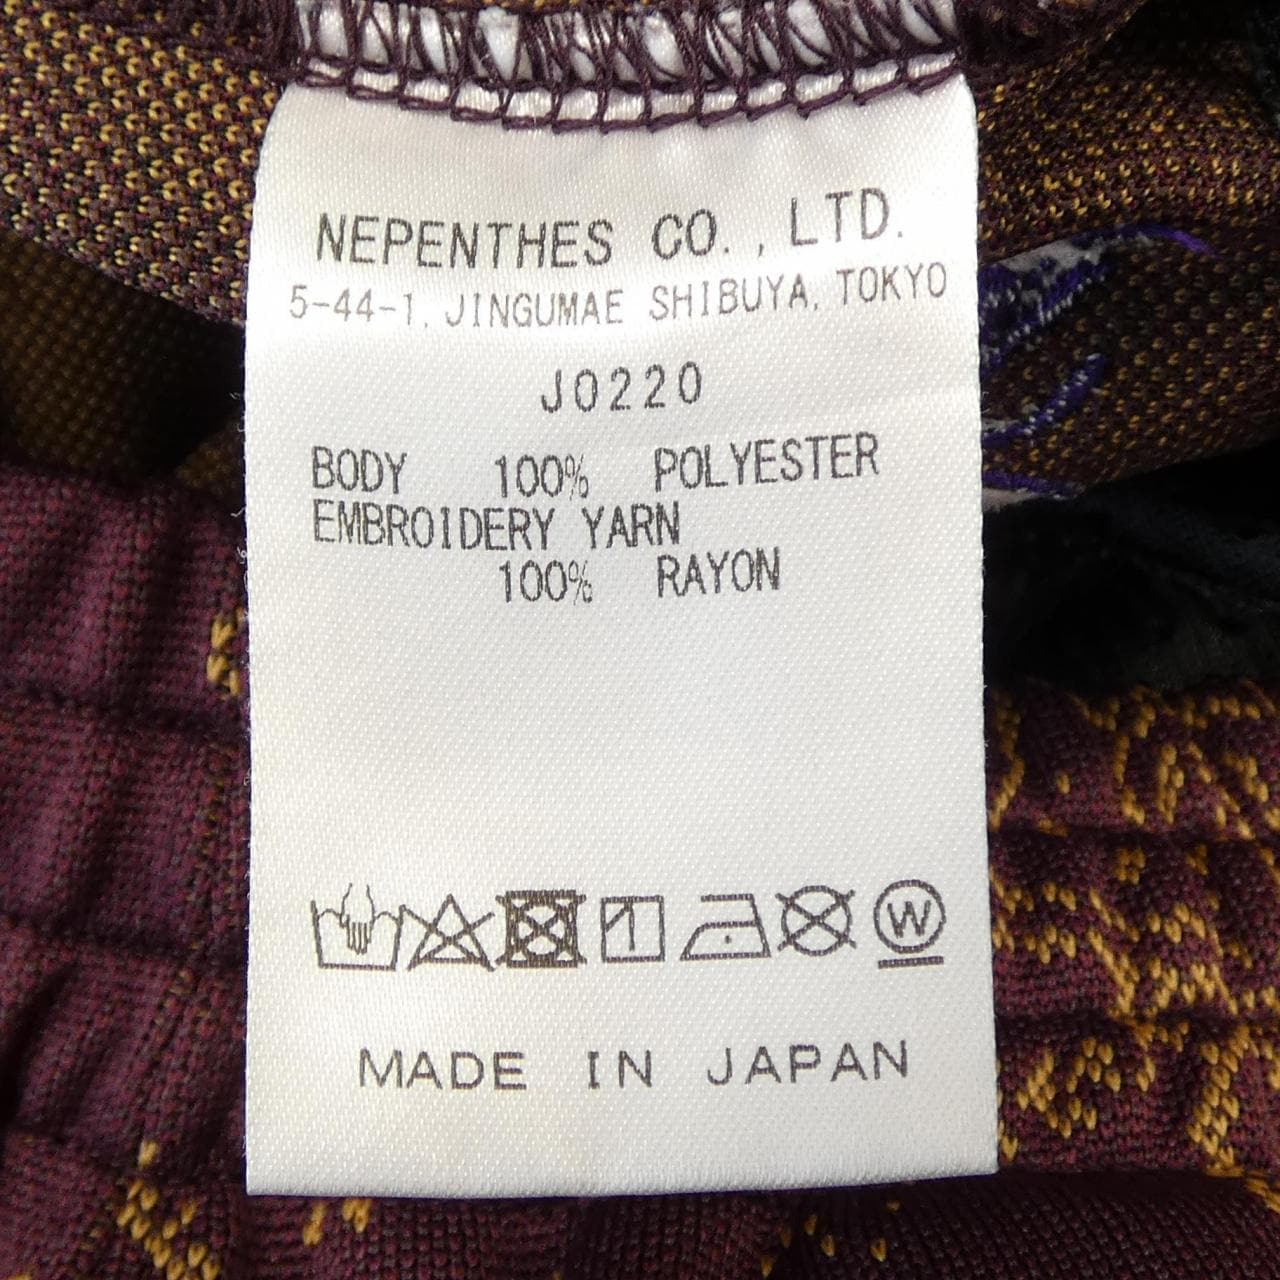 NEPENTHES CO., LTD.
5-44-1, JINGUMAE SHIBUYA, TOKYO
J0220
BODY 100% POLYESTER
EMBROIDERY YARN
100% RAYON
W
MADE IN JAPAN